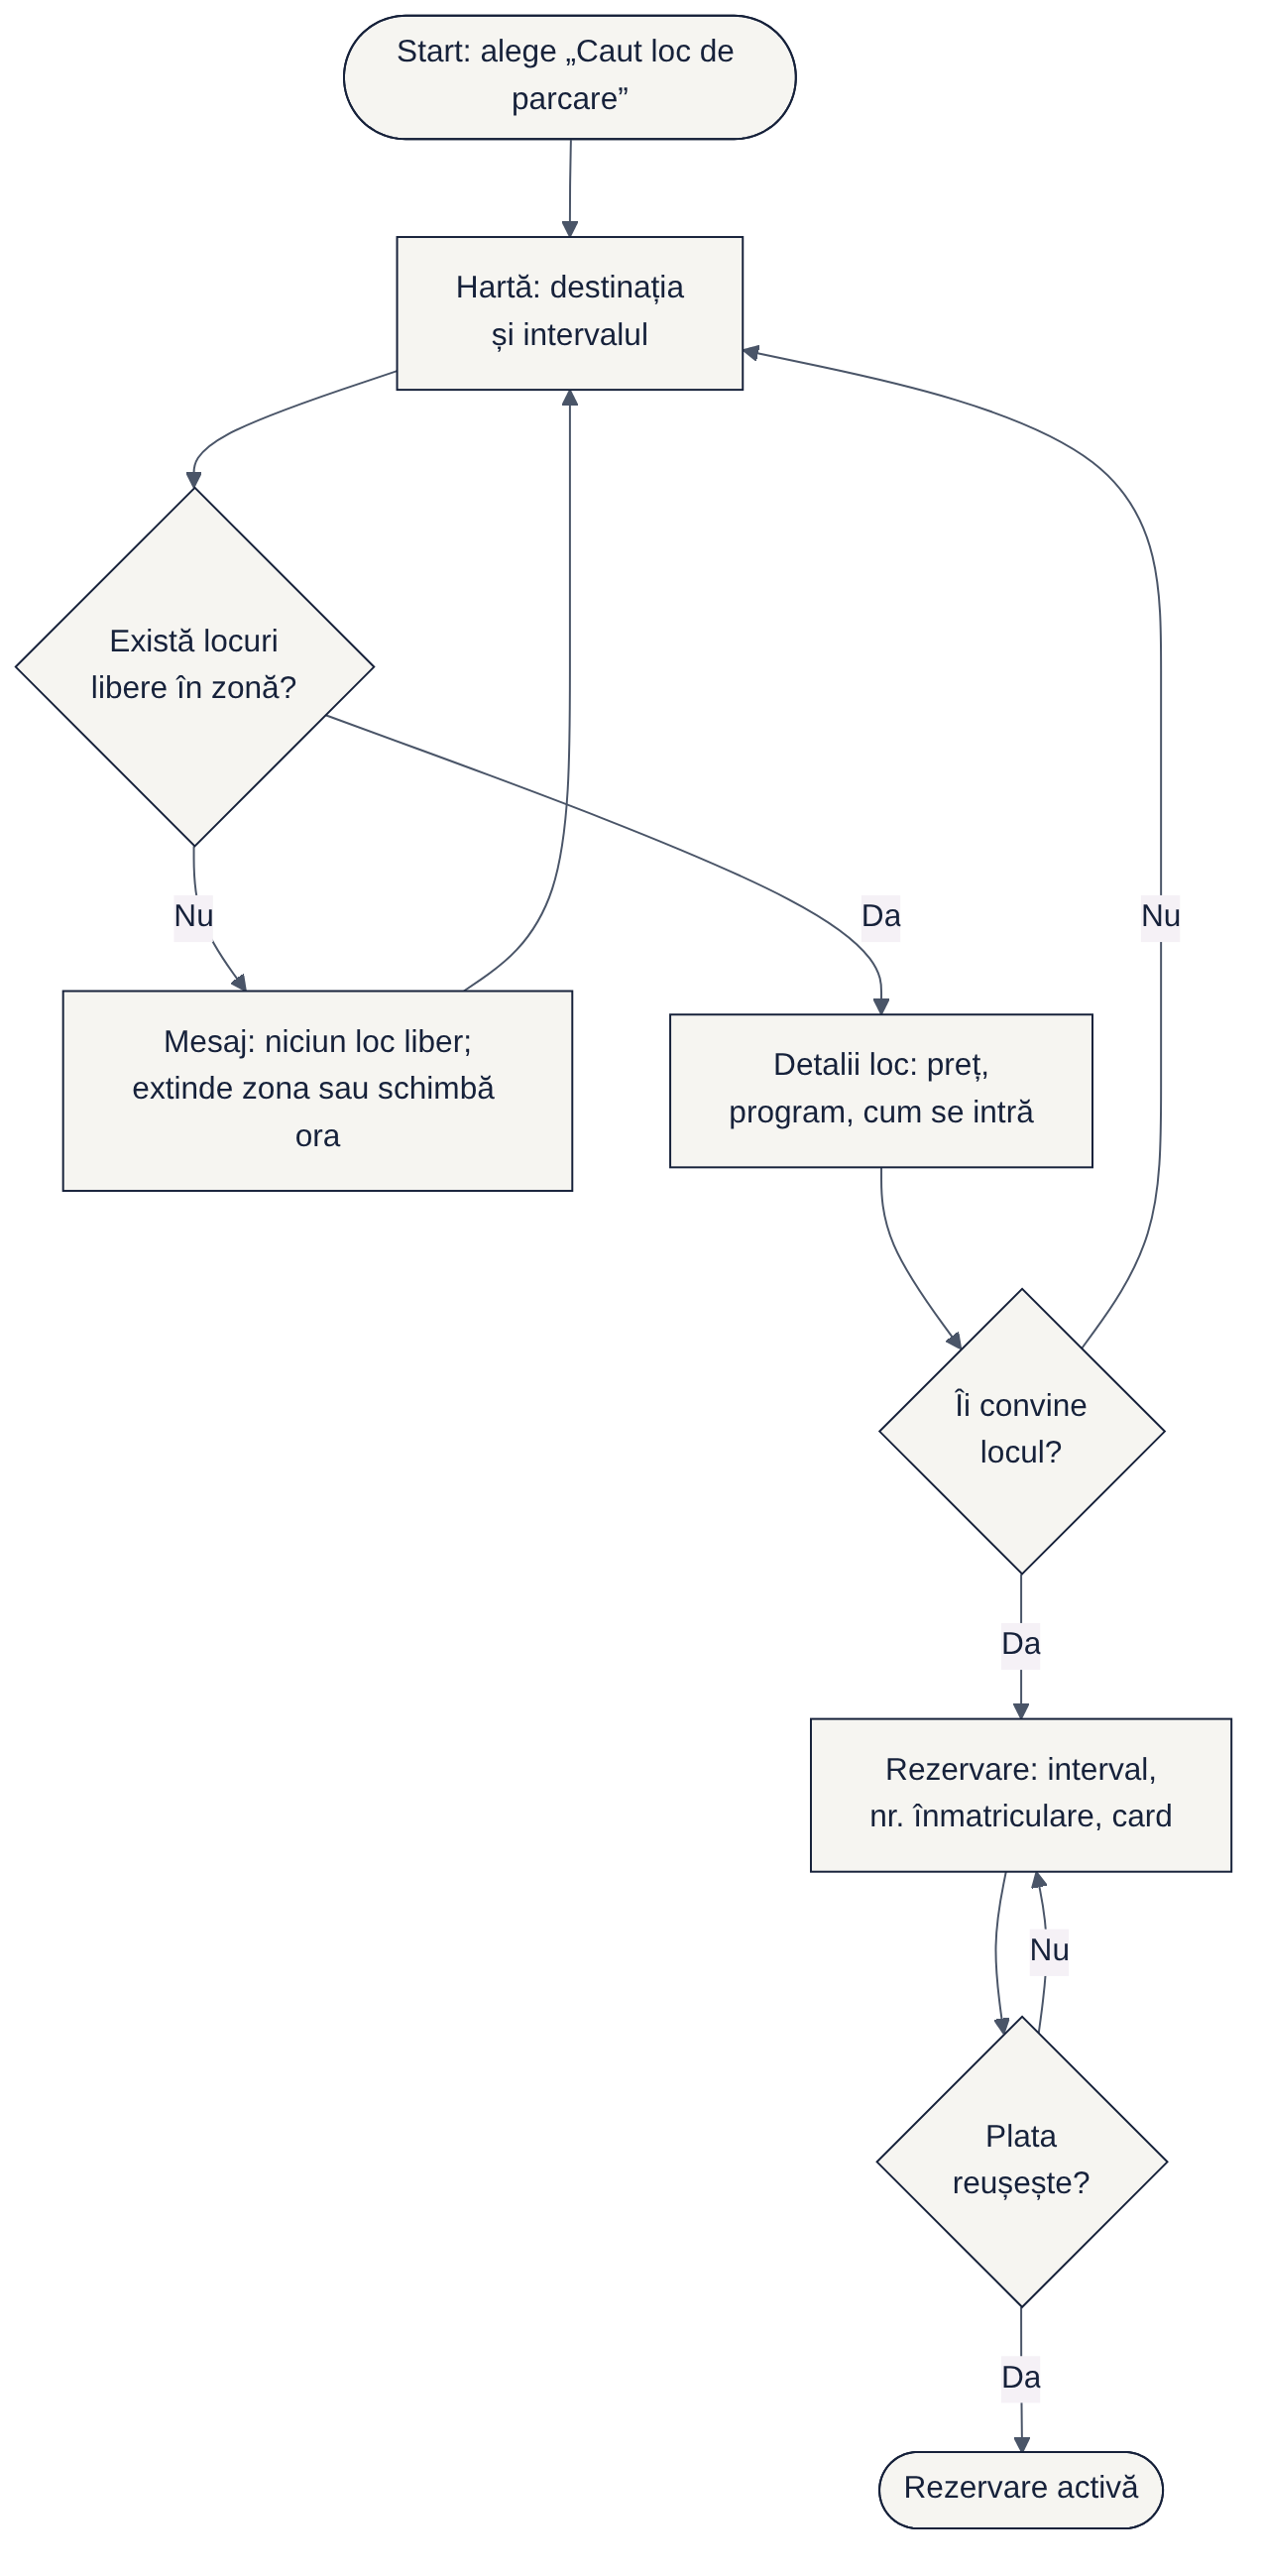 Start: alege „Caut loc de
parcare”
Hartă: destinația
și intervalul
Există locuri
libere în zonă?
Nu
Da
Nu
Mesaj: niciun loc liber;
extinde zona sau schimbă
ora
Detalii loc: preț,
program, cum se intră
Îi convine
locul?
Da
Rezervare: interval,
nr. înmatriculare, card
Nu
Plata
reușește?
Da
Rezervare activă